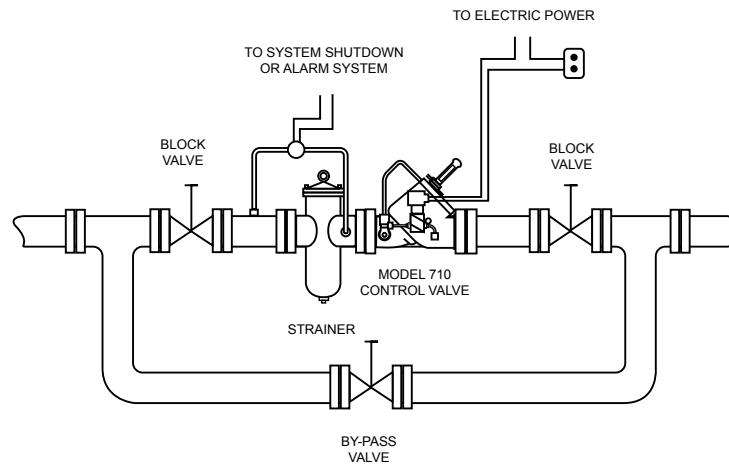 TO ELECTRIC POWER
TO SYSTEM SHUTDOWN
OR ALARM SYSTEM
BLOCK
VALVE
BLOCK
VALVE
MODEL 710
CONTROL VALVE
STRAINER
BY-PASS
VALVE